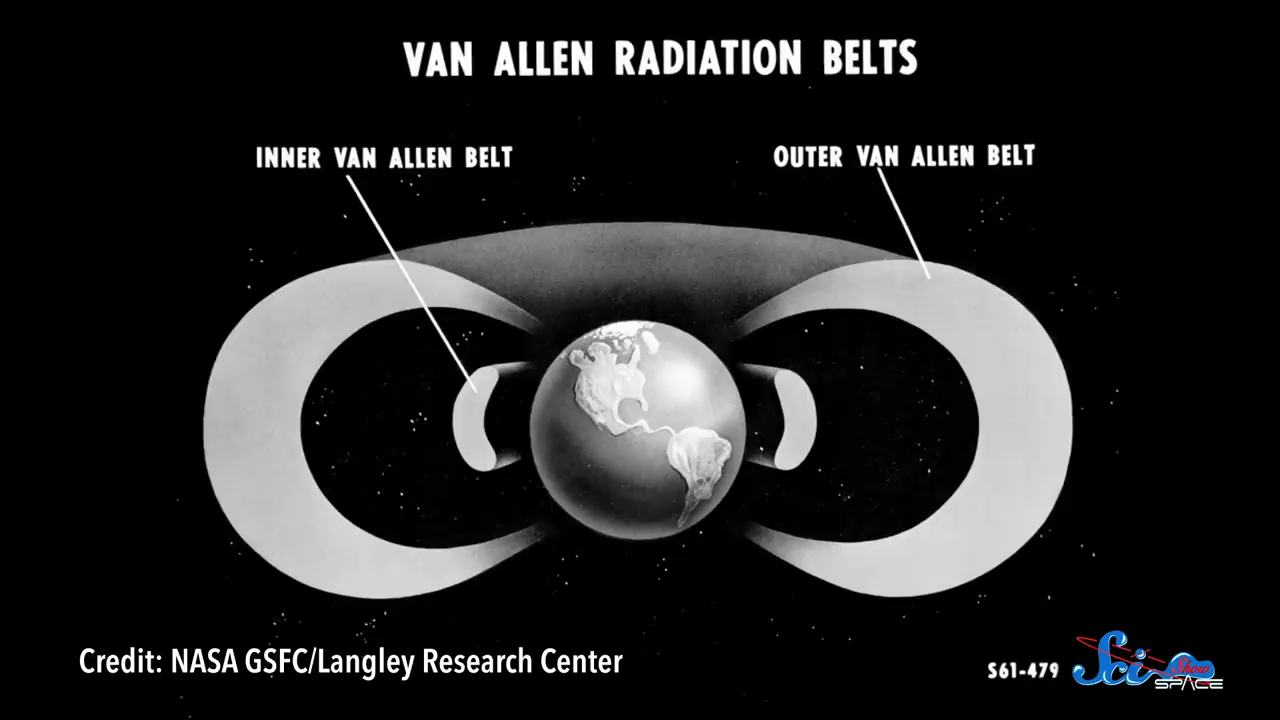 VAN ALLEN RADIATION BELTS
INNER VAN ALLEN BELT
OUTER VAN ALLEN BELT
Credit: NASA GSFC/Langley Research Center
S61-479
Sci Show
SPACE